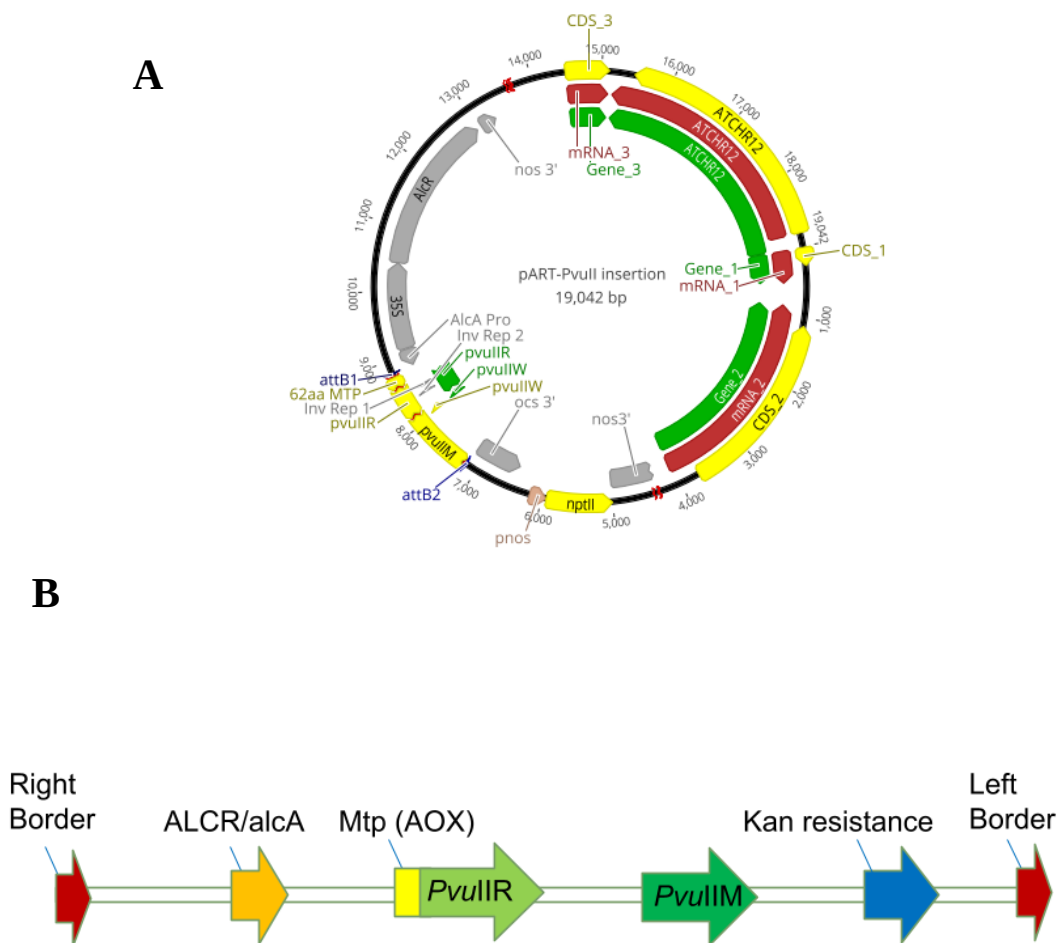 A
CDS_3
14,000
15,000
16,000
13,000
17,000
ATCHR12
ATCHR12
ATCHR12
12,000
nos 3'
mRNA_3
Gene_3
18,000
AlcR
11,000
19,042
CDS_1
Gene_1
mRNA_1
pART-PvuII insertion
19,042 bp
10,000
35S
1,000
AlcA Pro
Inv Rep 2
pvuIIR
pvuIIW
pvuIIW
ocs 3'
9,000
attB1
62aa MTP
Inv Rep 1
pvuIIR
8,000
pvuIIM
attB2
7,000
nos3'
Gene_2
mRNA_2
CDS_2
2,000
3,000
4,000
5,000
nptII
6,000
pnos
B
Right
Border
ALCR/alcA
Mtp (AOX)
Kan resistance
Left
Border
PvuIIR
PvuIIM